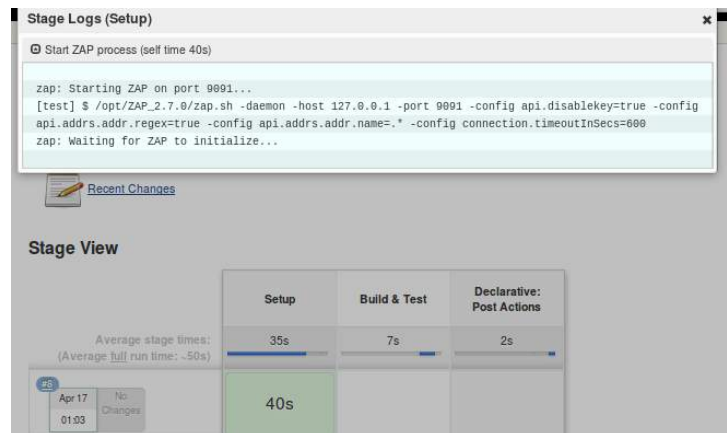 Stage Logs (Setup)
Start ZAP process (self time 40s)
zap: Starting ZAP on port 9091...
[test] $ /opt/ZAP_2.7.0/zap.sh -daemon -host 127.0.0.1 -port 9091 -config api.disablekey=true -config
api.addrs.addr.regex=true -config api.addrs.addr.name=.* -config connection.timeoutInSecs=600
zap: Waiting for ZAP to initialize...
Recent Changes
Stage View
Setup Build & Test Declarative: Post Actions
Average stage times: 35s 7s 2s
(Average full run time: ~50s)
#6
Apr 17 No Changes
01:03
40s